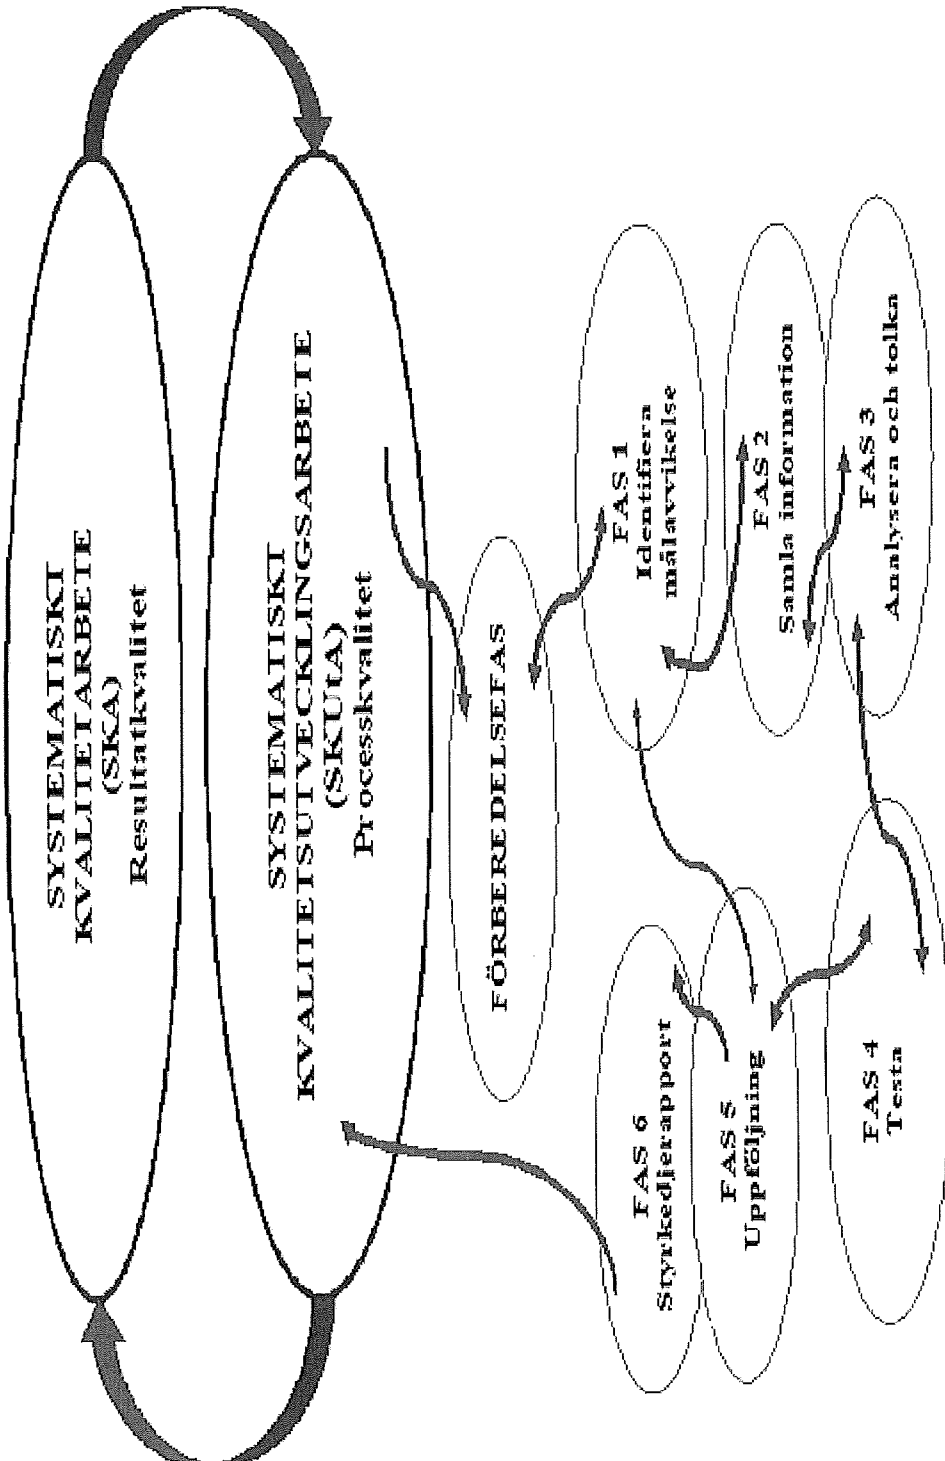 SYSTEMATISKT
KVALITETARBETE
(SKA)
Resultatkvalitet
SYSTEMATISKT
KVALITETSUTVECKLINGSARBETE
(SKUtA)
Processkvalitet
FÖRBEREDELSEFAS
FAS 1
Identifiera
målavvikelse
FAS 2
Samla information
FAS 3
Analysera och tolka
FAS 4
Testa
FAS 5
Uppföljning
FAS 6
Styrkedjerapport